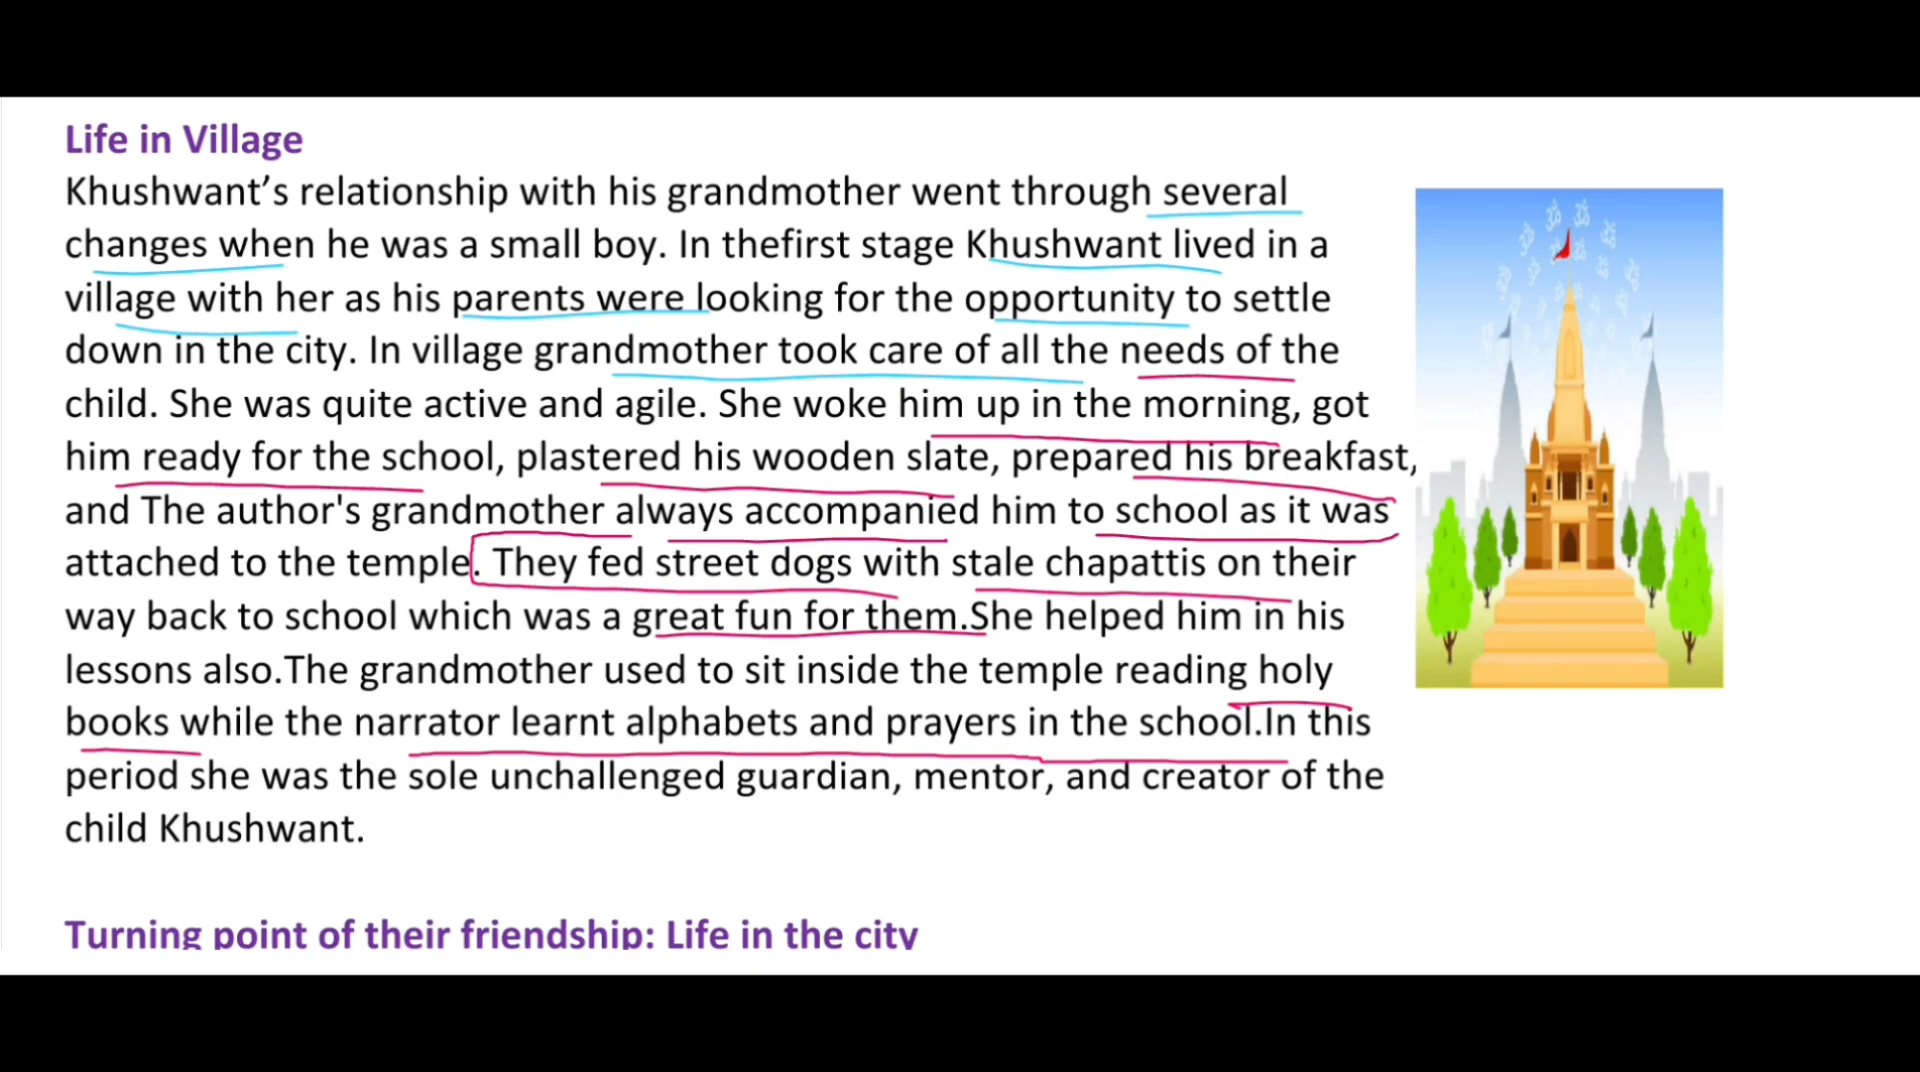 Life in Village
Khushwant’s relationship with his grandmother went through several
changes when he was a small boy. In thefirst stage Khushwant lived in a
village with her as his parents were looking for the opportunity to settle
down in the city. In village grandmother took care of all the needs of the
child. She was quite active and agile. She woke him up in the morning, got
him ready for the school, plastered his wooden slate, prepared his breakfast,
and The author's grandmother always accompanied him to school as it was
attached to the temple. They fed street dogs with stale chapattis on their
way back to school which was a great fun for them.She helped him in his
lessons also.The grandmother used to sit inside the temple reading holy
books while the narrator learnt alphabets and prayers in the school.In this
period she was the sole unchallenged guardian, mentor, and creator of the
child Khushwant.
Turning point of their friendship: Life in the city